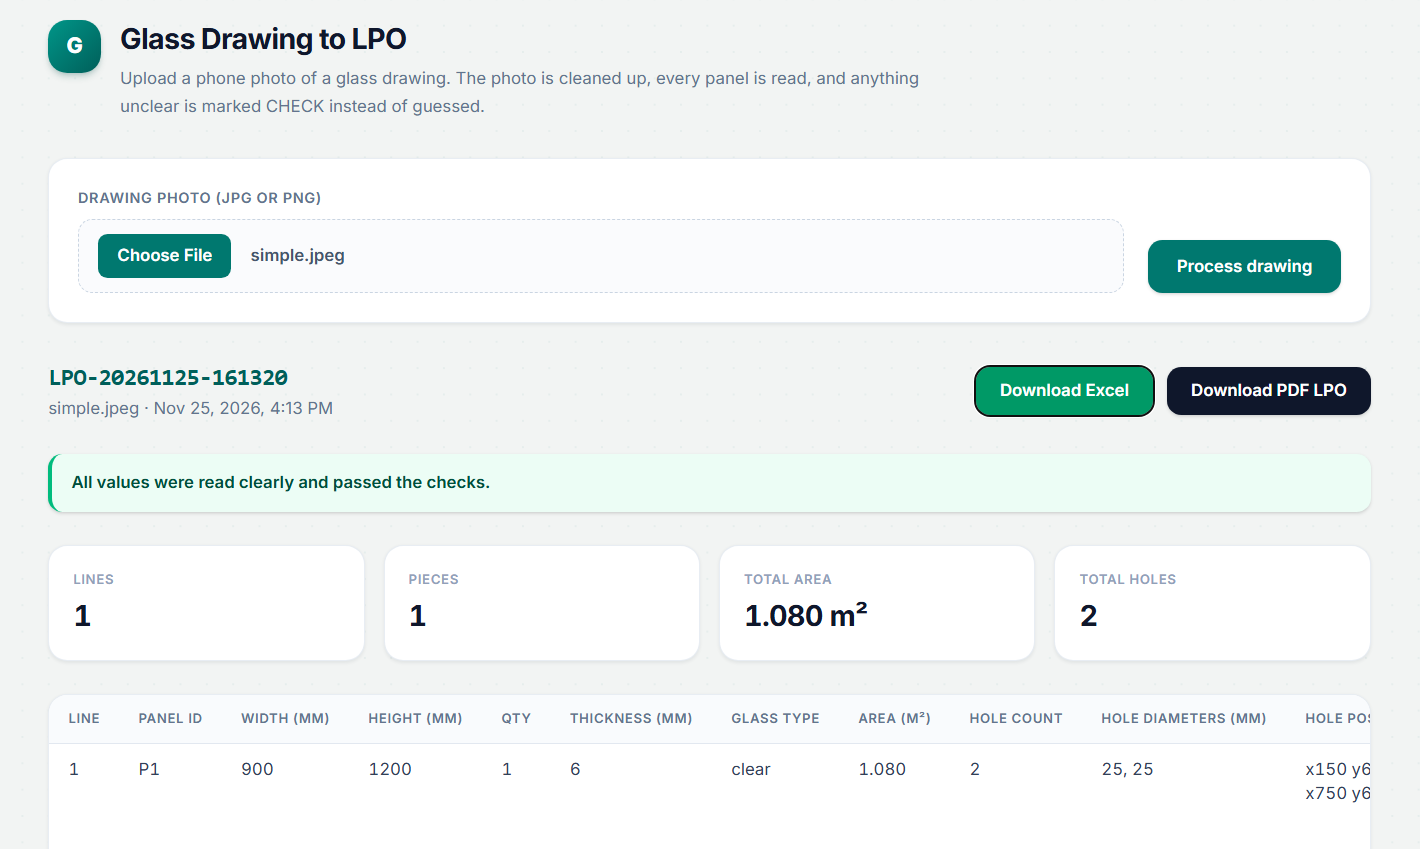 G
Glass Drawing to LPO
Upload a phone photo of a glass drawing. The photo is cleaned up, every panel is read, and anything
unclear is marked CHECK instead of guessed.
DRAWING PHOTO (JPG OR PNG)
Choose File simple.jpeg
Process drawing
LPO-20261125-161320
simple.jpeg · Nov 25, 2026, 4:13 PM
Download Excel Download PDF LPO
All values were read clearly and passed the checks.
LINES PIECES TOTAL AREA TOTAL HOLES
1 1 1.080 m² 2
LINE PANEL ID WIDTH (MM) HEIGHT (MM) QTY THICKNESS (MM) GLASS TYPE AREA (M²) HOLE COUNT HOLE DIAMETERS (MM) HOLE
1 P1 900 1200 1 6 clear 1.080 2 25, 25 x150
x750